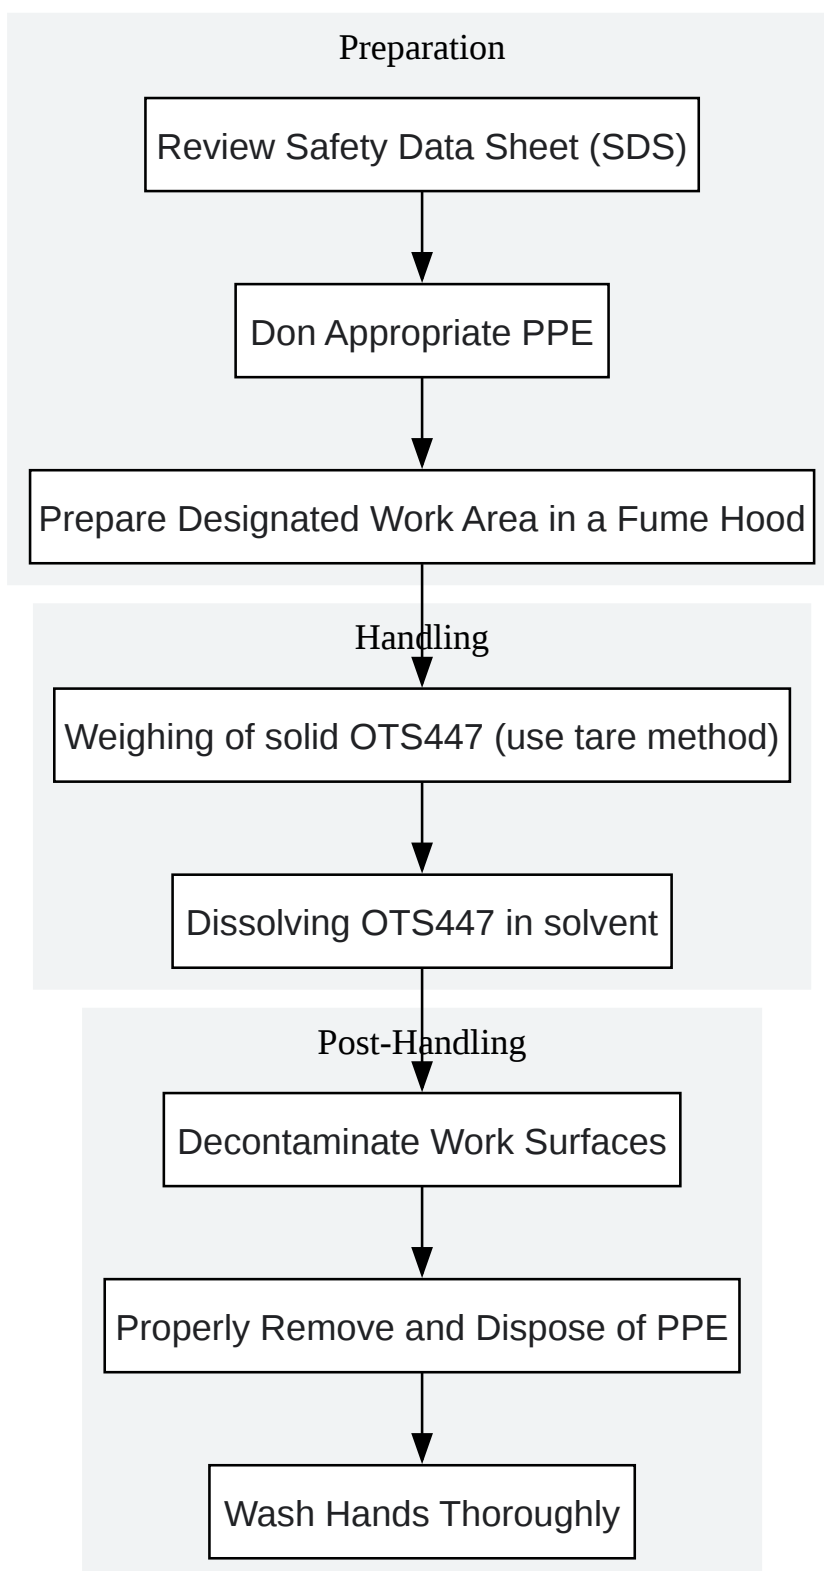 Preparation
Review Safety Data Sheet (SDS)
Don Appropriate PPE
Prepare Designated Work Area in a Fume Hood
Handling
Weighing of solid OTS447 (use tare method)
Dissolving OTS447 in solvent
Post-Handling
Decontaminate Work Surfaces
Properly Remove and Dispose of PPE
Wash Hands Thoroughly